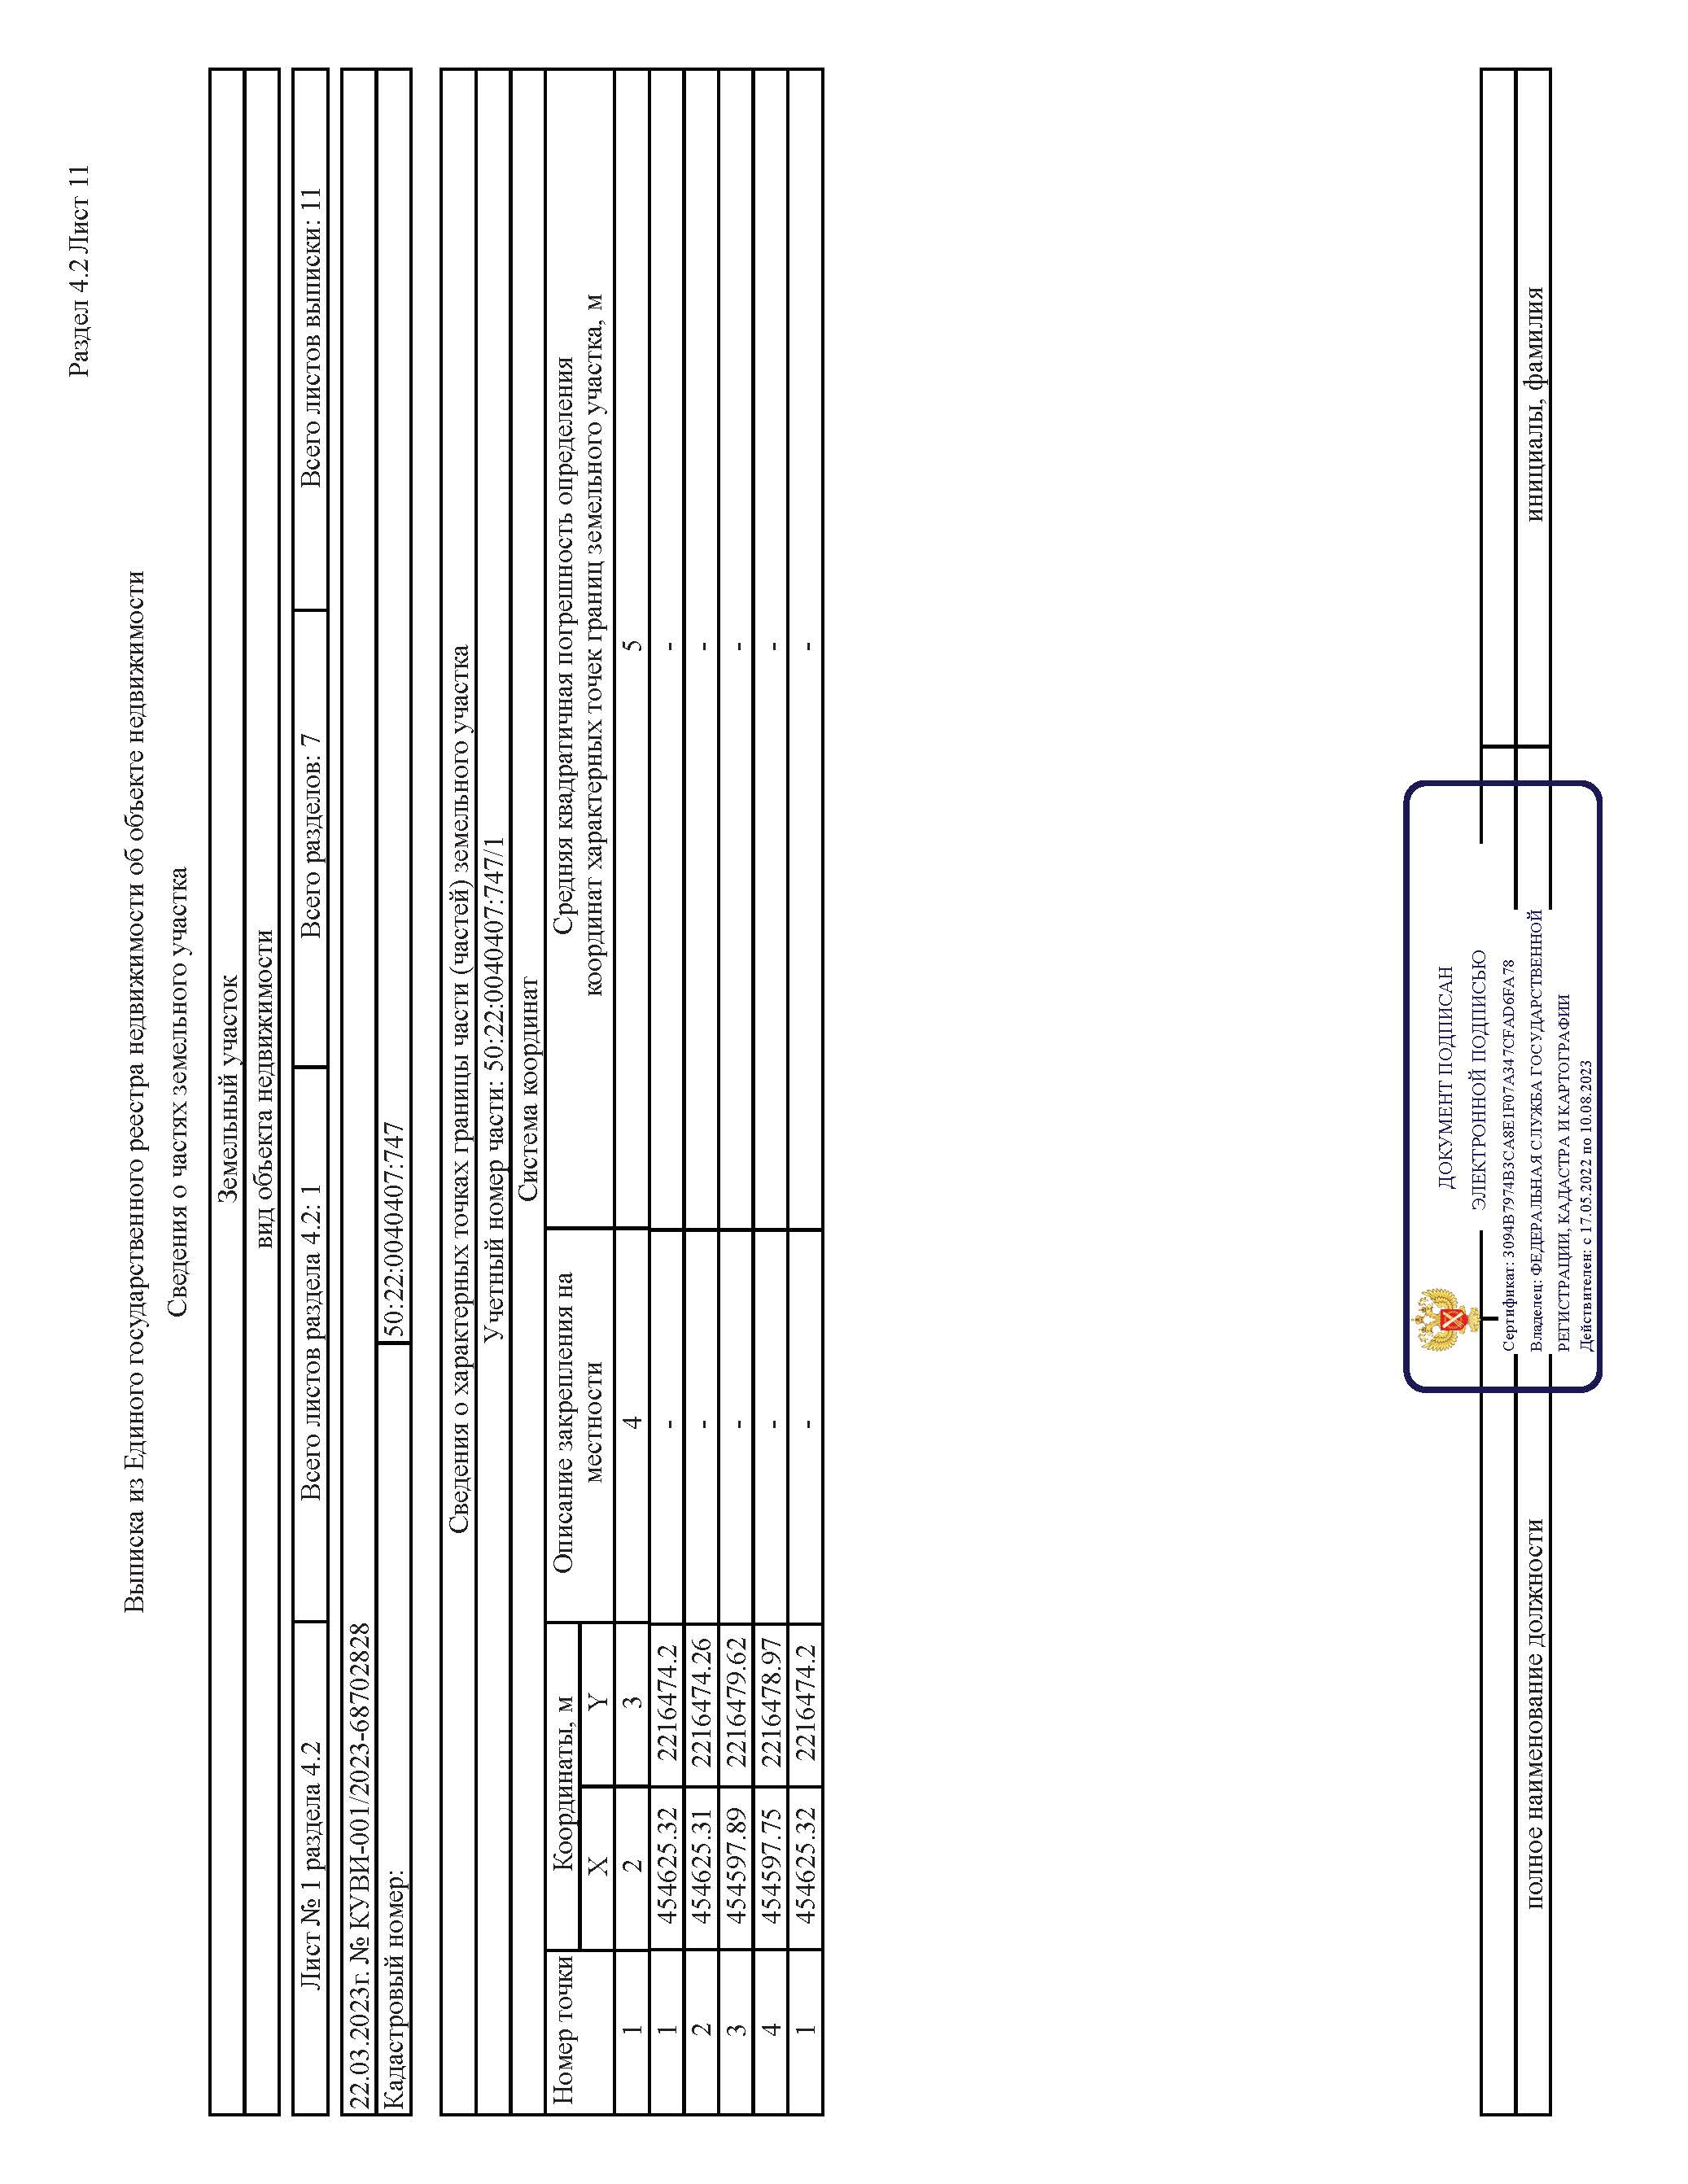 Раздел 4.2 Лист 11
Выписка из Единого государственного реестра недвижимости об объекте недвижимости
Сведения о частях земельного участка
Земельный участок
вид объекта недвижимости
Лист № 1 раздела 4.2 Всего листов раздела 4.2: 1 Всего разделов: 7 Всего листов выписки: 11
22.03.2023г. № КУВИ-001/2023-68702828
Кадастровый номер: 50:22:0040407:747
Сведения о характерных точках границы части (частей) земельного участка
Учетный номер части: 50:22:0040407:747/1
Система координат
Номер точки Координаты, м Описание закрепления на Средняя квадратичная погрешность определения
X Y местности координат характерных точек границ земельного участка, м
1 2 3 4 5
1 454625.32 2216474.2 - -
2 454625.31 2216474.26 - -
3 454597.89 2216479.62 - -
4 454597.75 2216478.97 - -
1 454625.32 2216474.2 - -
ДОКУМЕНТ ПОДПИСАН
ЭЛЕКТРОННОЙ ПОДПИСЬЮ
Сертификат: 3094B7974B3CA8E1F07A347CFAD6FA78
Владелец: ФЕДЕРАЛЬНАЯ СЛУЖБА ГОСУДАРСТВЕННОЙ
РЕГИСТРАЦИИ, КАДАСТРА И КАРТОГРАФИИ
Действителен: с 17.05.2022 по 10.08.2023
полное наименование должности инициалы, фамилия